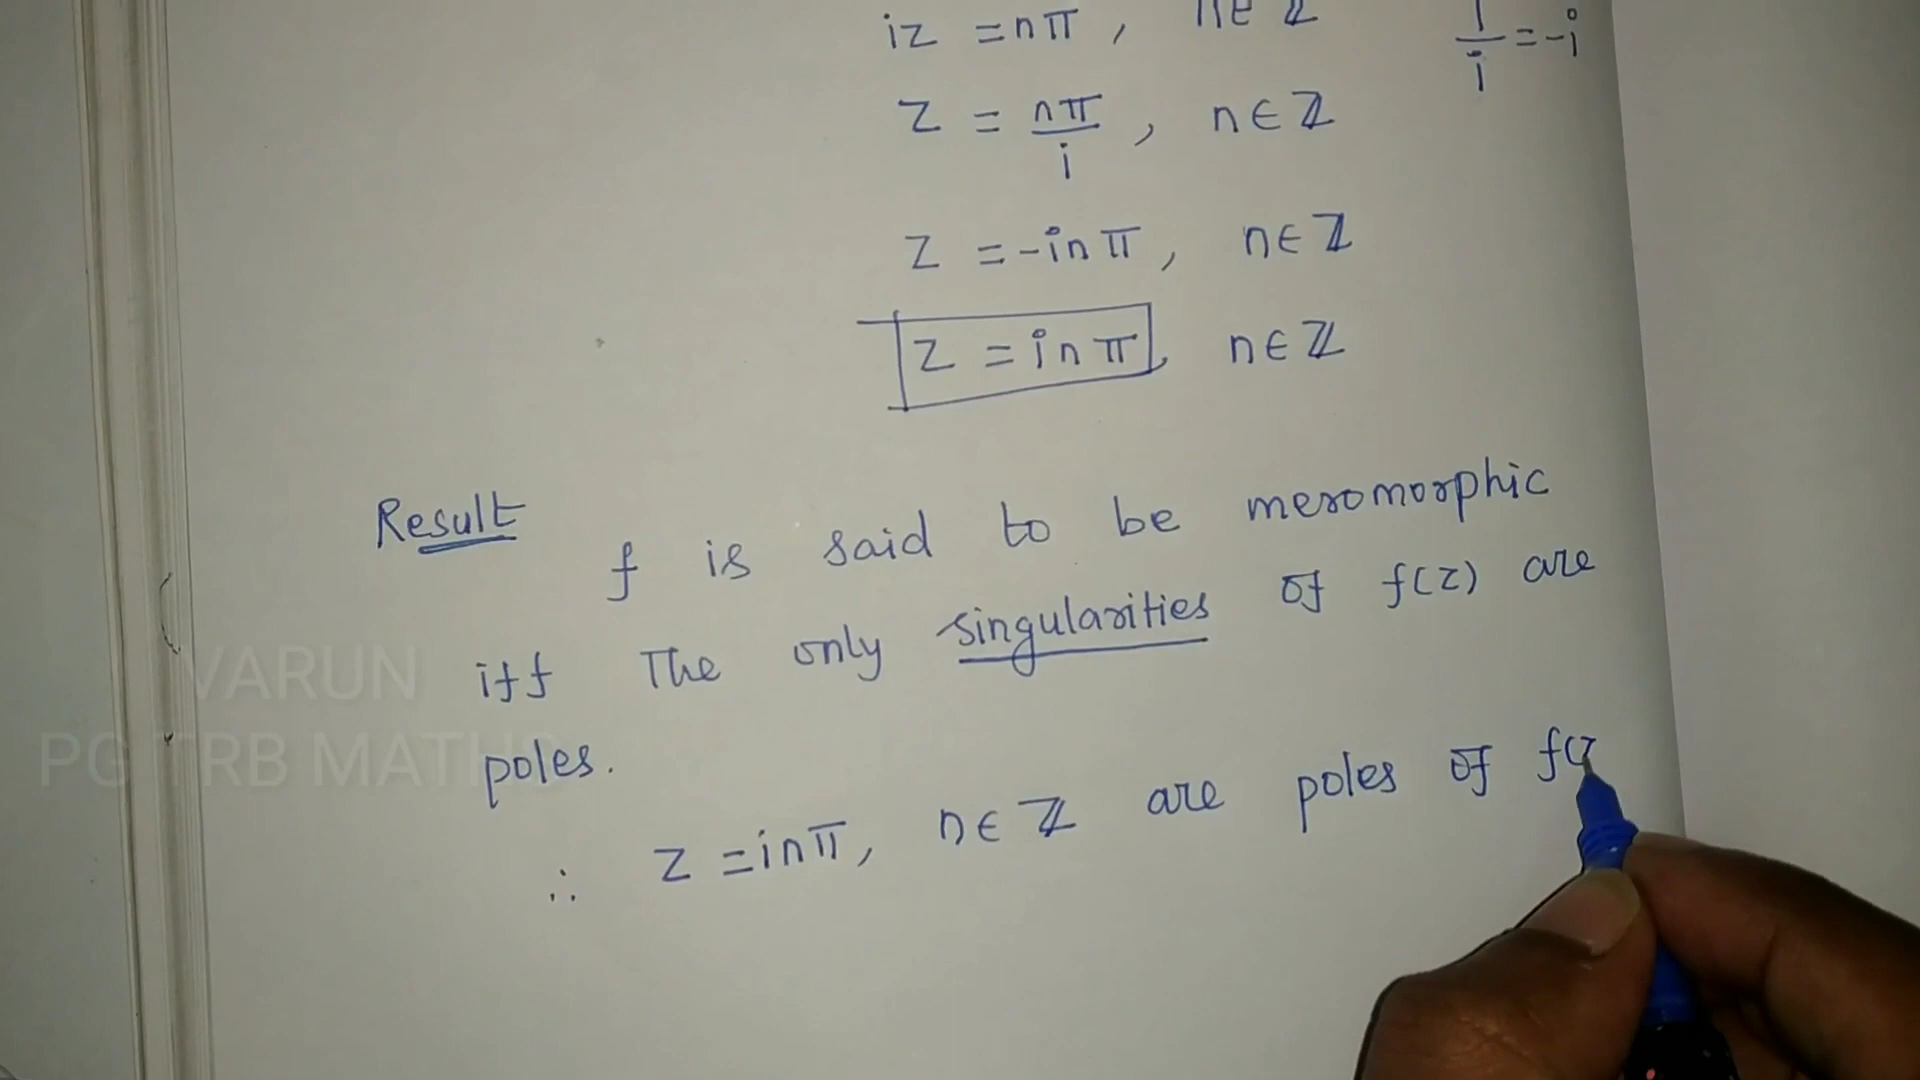 iz = nπ, n∈ℤ
1/i = -i
z = nπ/i, n∈ℤ
z = -inπ, n∈ℤ
z = inπ, n∈ℤ
Result
f is said to be meromorphic
iff The only singularities of f(z) are
poles.
∴ z = inπ, n∈ℤ are poles of f(z
VARUN
PG TRB MATHS